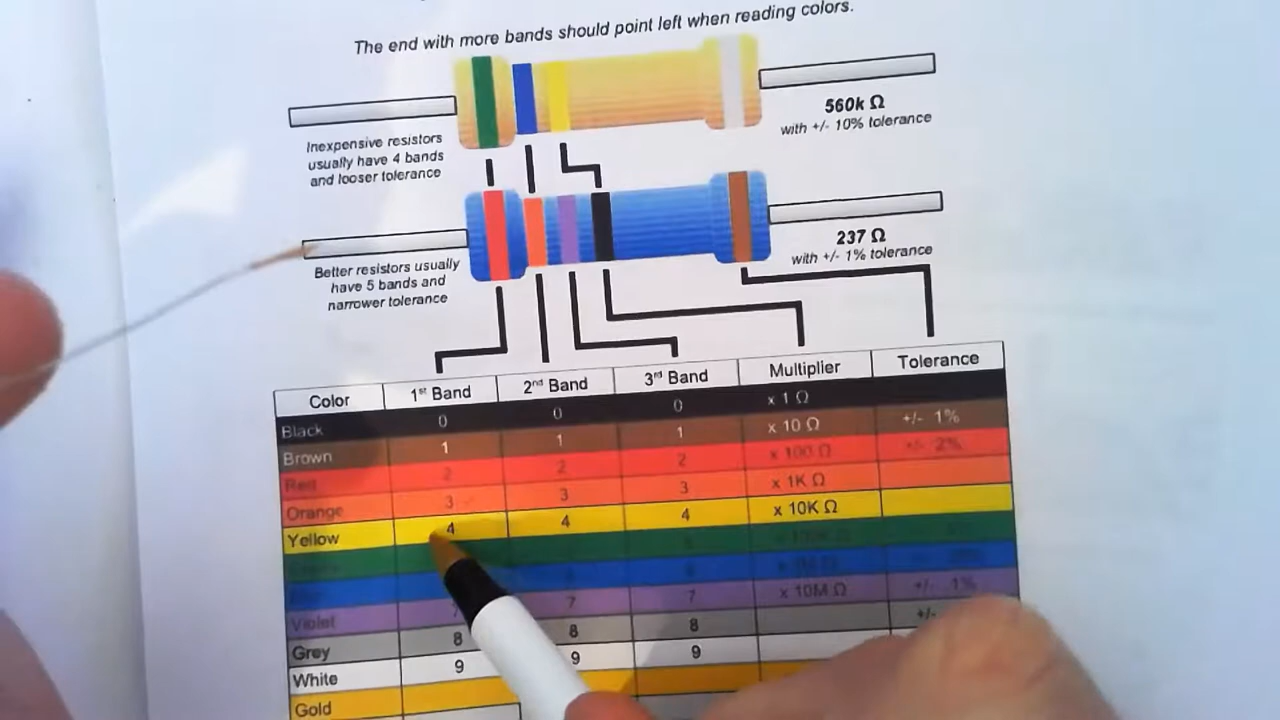 The end with more bands should point left when reading colors.
560k Ω
with +/- 10% tolerance
Inexpensive resistors
usually have 4 bands
and looser tolerance
237 Ω
with +/- 1% tolerance
Better resistors usually
have 5 bands and
narrower tolerance
Color 1st Band 2nd Band 3rd Band Multiplier Tolerance
Black 0 0 0 x 1 Ω
Brown 1 1 1 x 10 Ω +/- 1%
Red 2 2 2 x 100 Ω +/- 2%
Orange 3 3 3 x 1K Ω
Yellow 4 4 4 x 10K Ω
Violet 7 7 7 x 10M Ω +/-
Grey 8 8 8 +/-
White 9 9 9
Gold